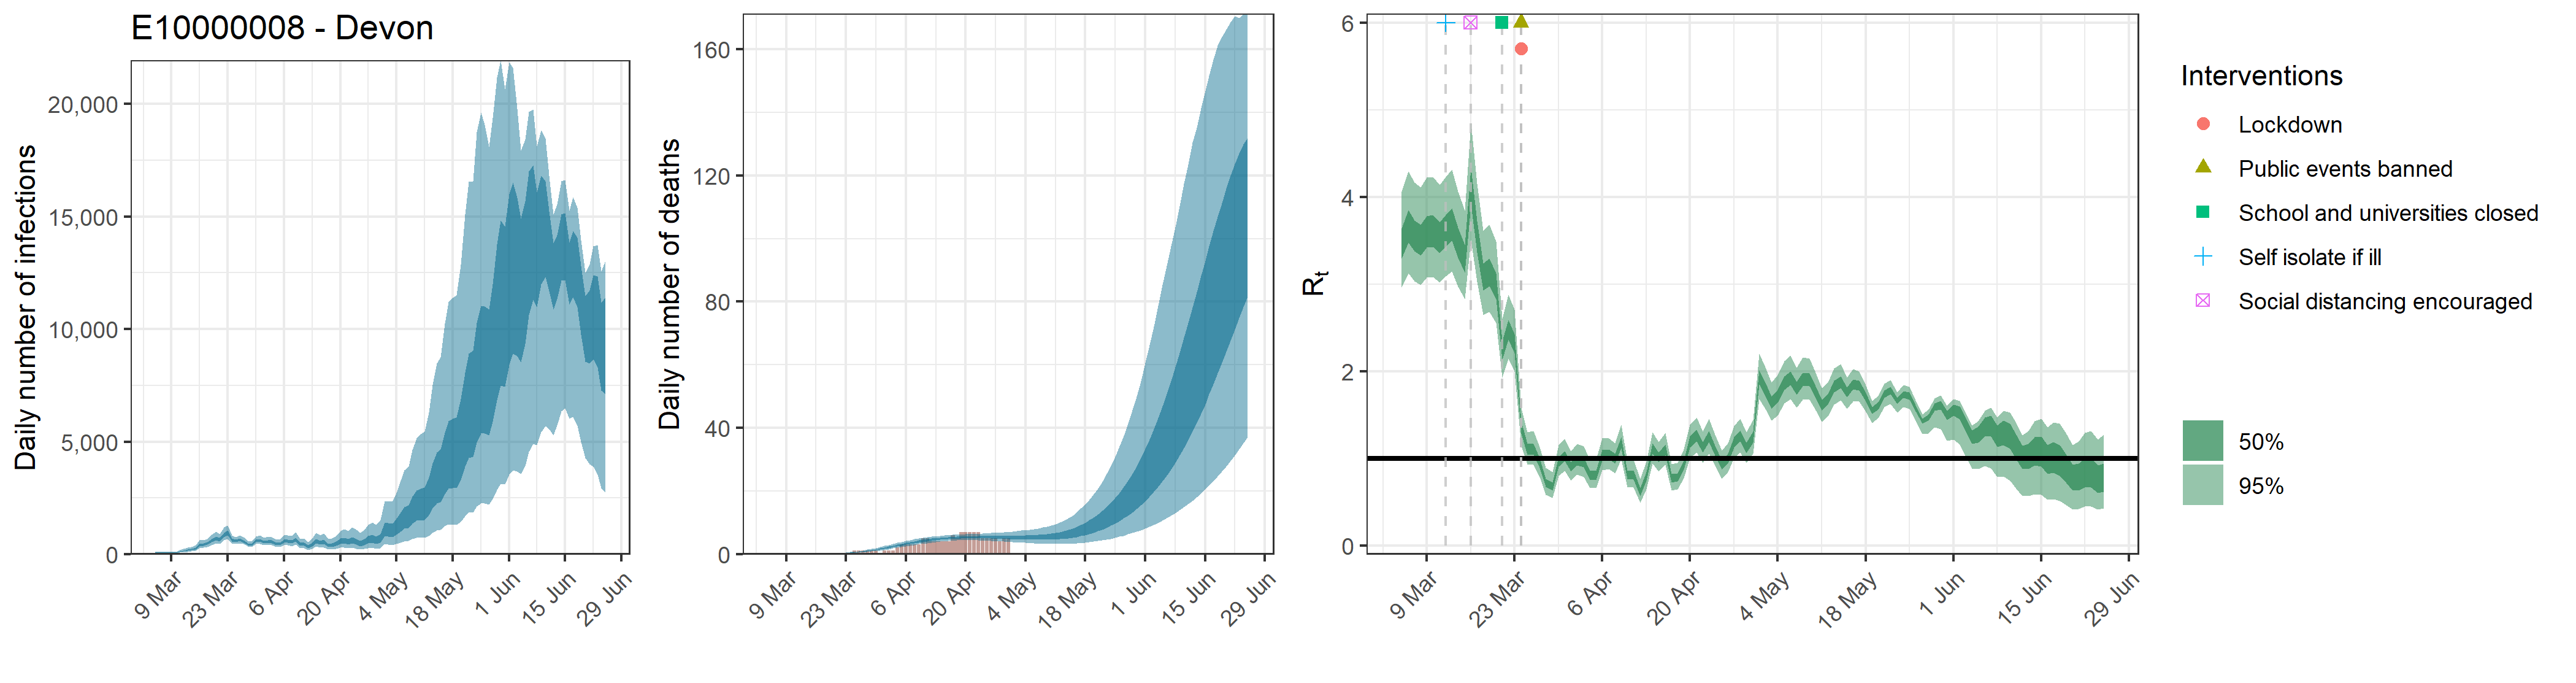 E10000008 - Devon
Daily number of infections
20,000
15,000
10,000
5,000
0
9 Mar
23 Mar
6 Apr
20 Apr
4 May
18 May
1 Jun
15 Jun
29 Jun
Daily number of deaths
160
120
80
40
0
9 Mar
23 Mar
6 Apr
20 Apr
4 May
18 May
1 Jun
15 Jun
29 Jun
Rt
6
4
2
0
9 Mar
23 Mar
6 Apr
20 Apr
4 May
18 May
1 Jun
15 Jun
29 Jun
Interventions
Lockdown
Public events banned
School and universities closed
Self isolate if ill
Social distancing encouraged
50%
95%